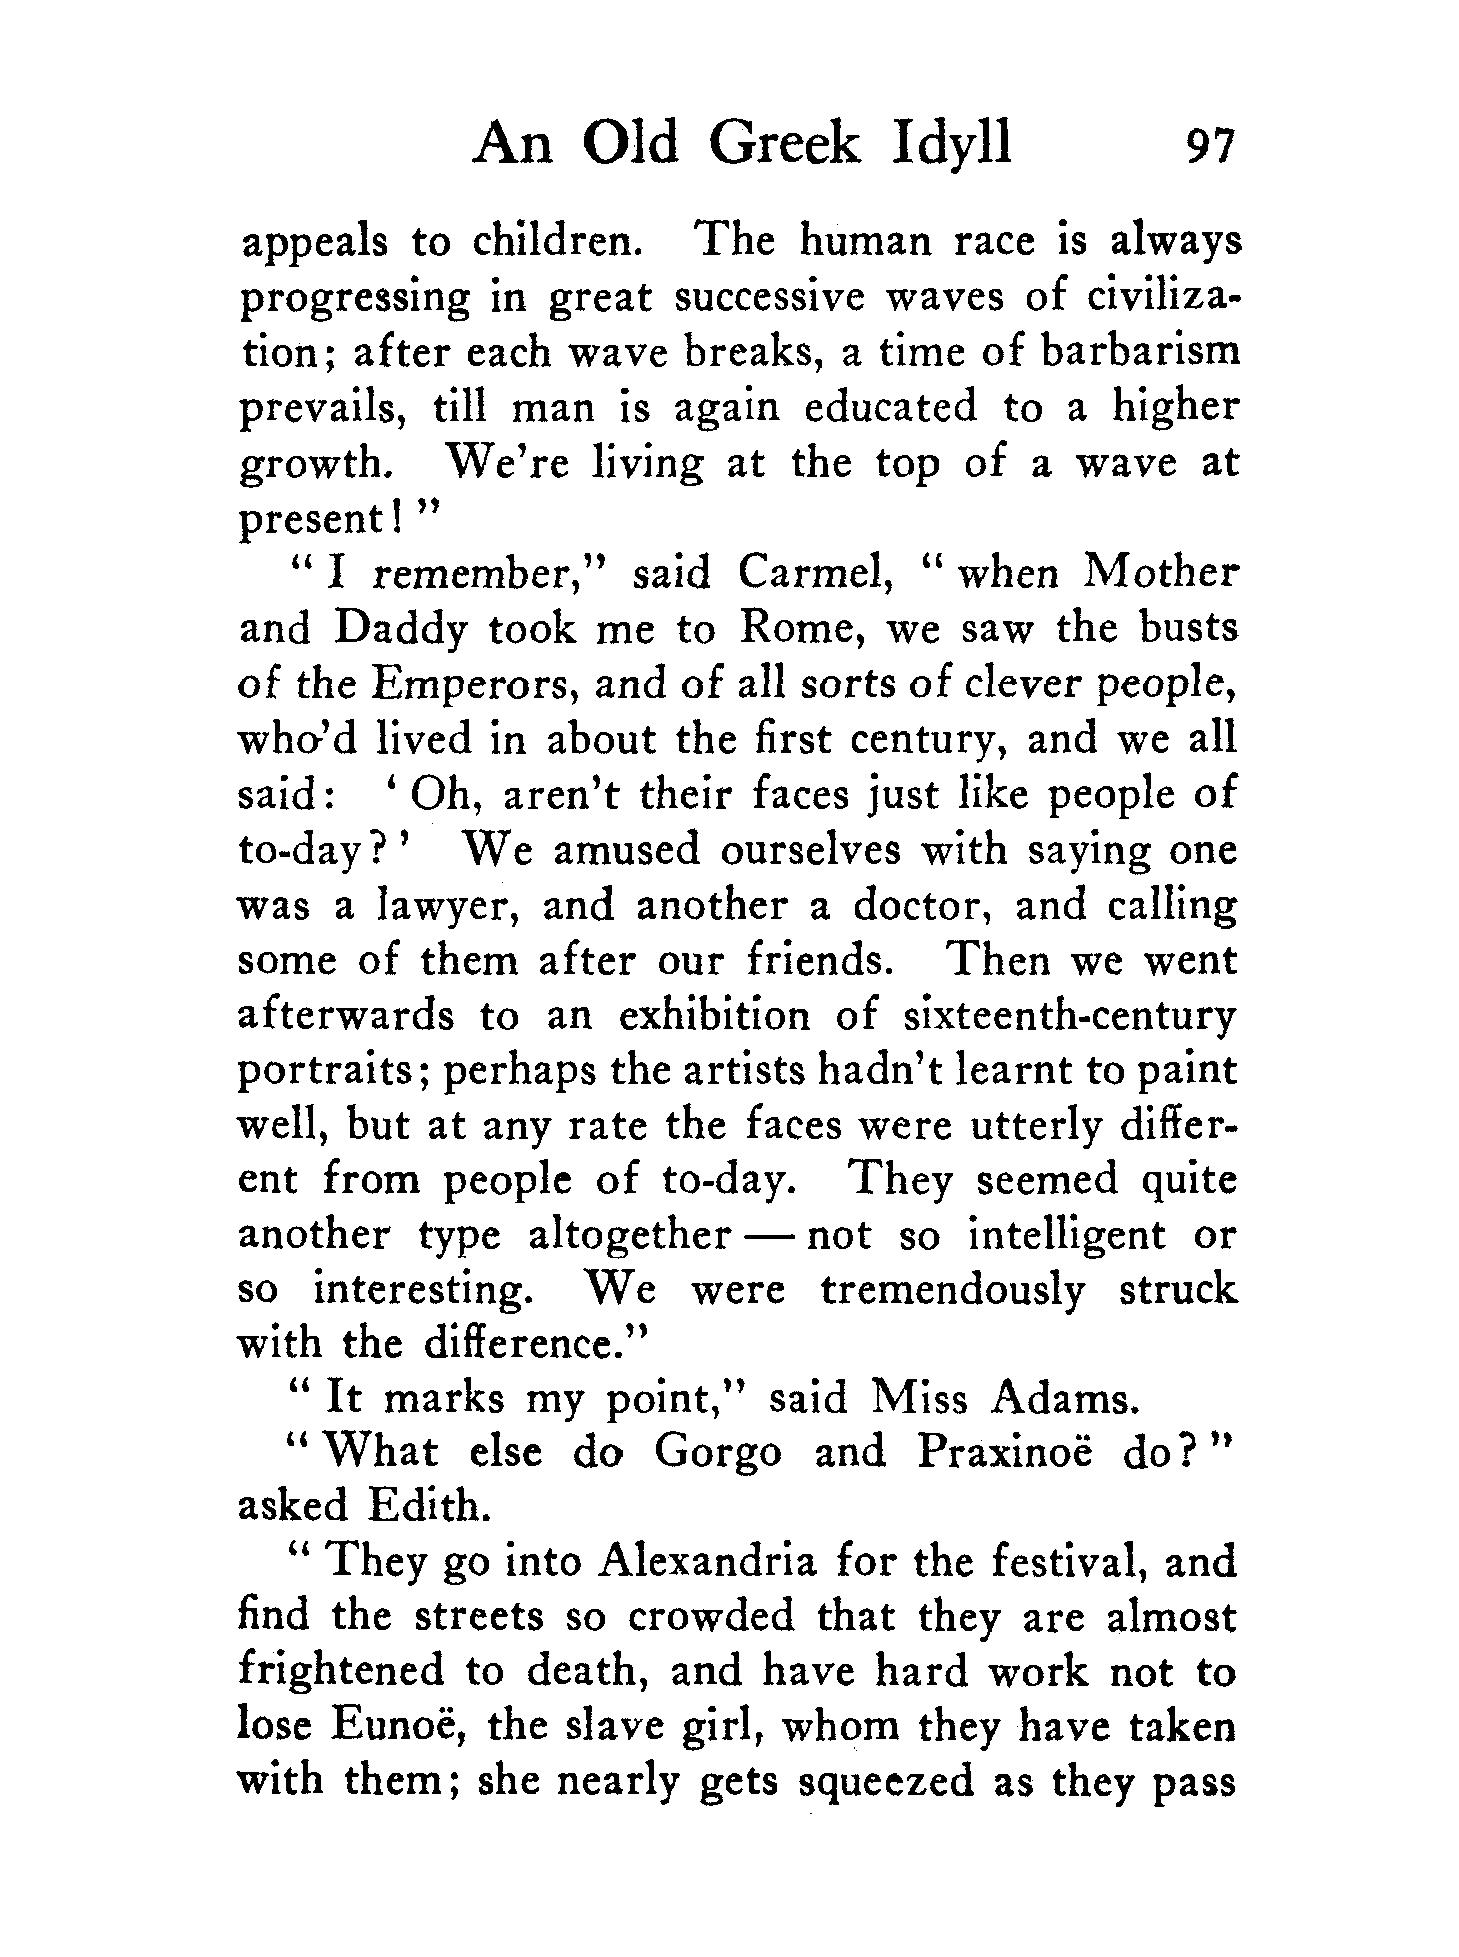 An Old Greek Idyll 97
appeals to children. The human race is always
progressing in great successive waves of civiliza-
tion; after each wave breaks, a time of barbarism
prevails, till man is again educated to a higher
growth. We're living at the top of a wave at
present!"
"I remember," said Carmel, "when Mother
and Daddy took me to Rome, we saw the busts
of the Emperors, and of all sorts of clever people,
who'd lived in about the first century, and we all
said: 'Oh, aren't their faces just like people of
to-day?' We amused ourselves with saying one
was a lawyer, and another a doctor, and calling
some of them after our friends. Then we went
afterwards to an exhibition of sixteenth-century
portraits; perhaps the artists hadn't learnt to paint
well, but at any rate the faces were utterly differ-
ent from people of to-day. They seemed quite
another type altogether — not so intelligent or
so interesting. We were tremendously struck
with the difference."
"It marks my point," said Miss Adams.
"What else do Gorgo and Praxinoë do?"
asked Edith.
"They go into Alexandria for the festival, and
find the streets so crowded that they are almost
frightened to death, and have hard work not to
lose Eunoë, the slave girl, whom they have taken
with them; she nearly gets squeezed as they pass